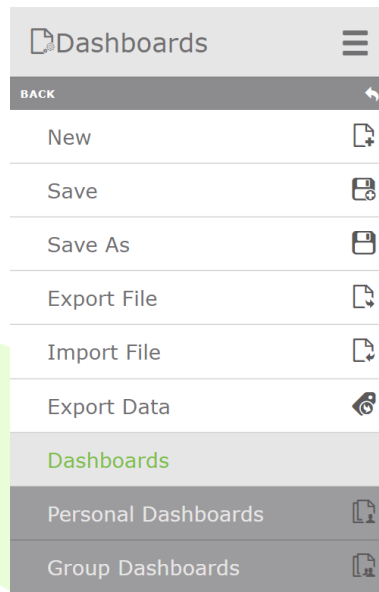 Dashboards
BACK
New
Save
Save As
Export File
Import File
Export Data
Dashboards
Personal Dashboards
Group Dashboards